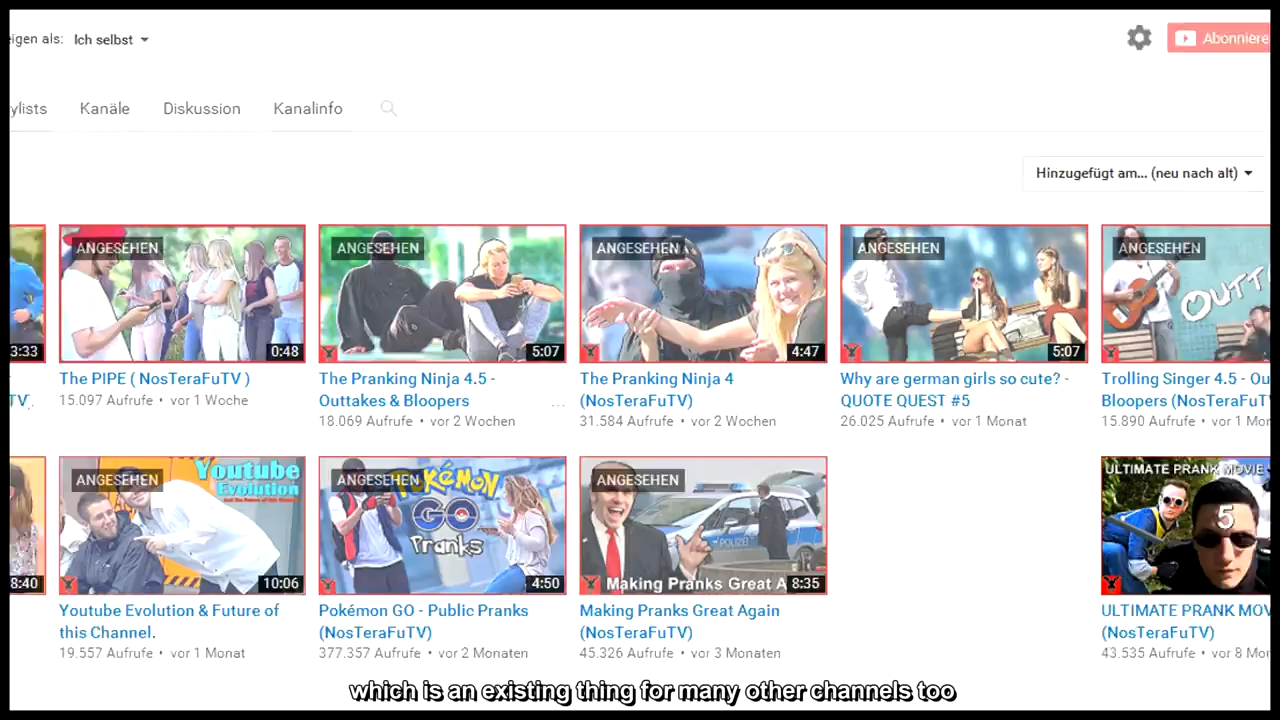 eigen als: Ich selbst
Abonniere
ylists Kanäle Diskussion Kanalinfo
Hinzugefügt am... (neu nach alt)
3:33
ANGESEHEN
0:48
ANGESEHEN
5:07
ANGESEHEN
4:47
ANGESEHEN
5:07
ANGESEHEN
OUTT
TV .
The PIPE ( NosTeraFuTV )
15.097 Aufrufe • vor 1 Woche
The Pranking Ninja 4.5 -
Outtakes & Bloopers
...
18.069 Aufrufe • vor 2 Wochen
The Pranking Ninja 4
(NosTeraFuTV)
31.584 Aufrufe • vor 2 Wochen
Why are german girls so cute? -
QUOTE QUEST #5
26.025 Aufrufe • vor 1 Monat
Trolling Singer 4.5 - Ou
Bloopers (NosTeraFuT
15.890 Aufrufe • vor 1 Mor
8:40
ANGESEHEN
Youtube
Evolution
10:06
ANGESEHEN
Pokémon
GO
Pranks
4:50
ANGESEHEN
POLIZEI
Making Pranks Great A
8:35
ULTIMATE PRANK MOVIE
5
Youtube Evolution & Future of
this Channel.
19.557 Aufrufe • vor 1 Monat
Pokémon GO - Public Pranks
(NosTeraFuTV)
377.357 Aufrufe • vor 2 Monaten
Making Pranks Great Again
(NosTeraFuTV)
45.326 Aufrufe • vor 3 Monaten
ULTIMATE PRANK MOV
(NosTeraFuTV)
43.535 Aufrufe • vor 8 Mor
which is an existing thing for many other channels too